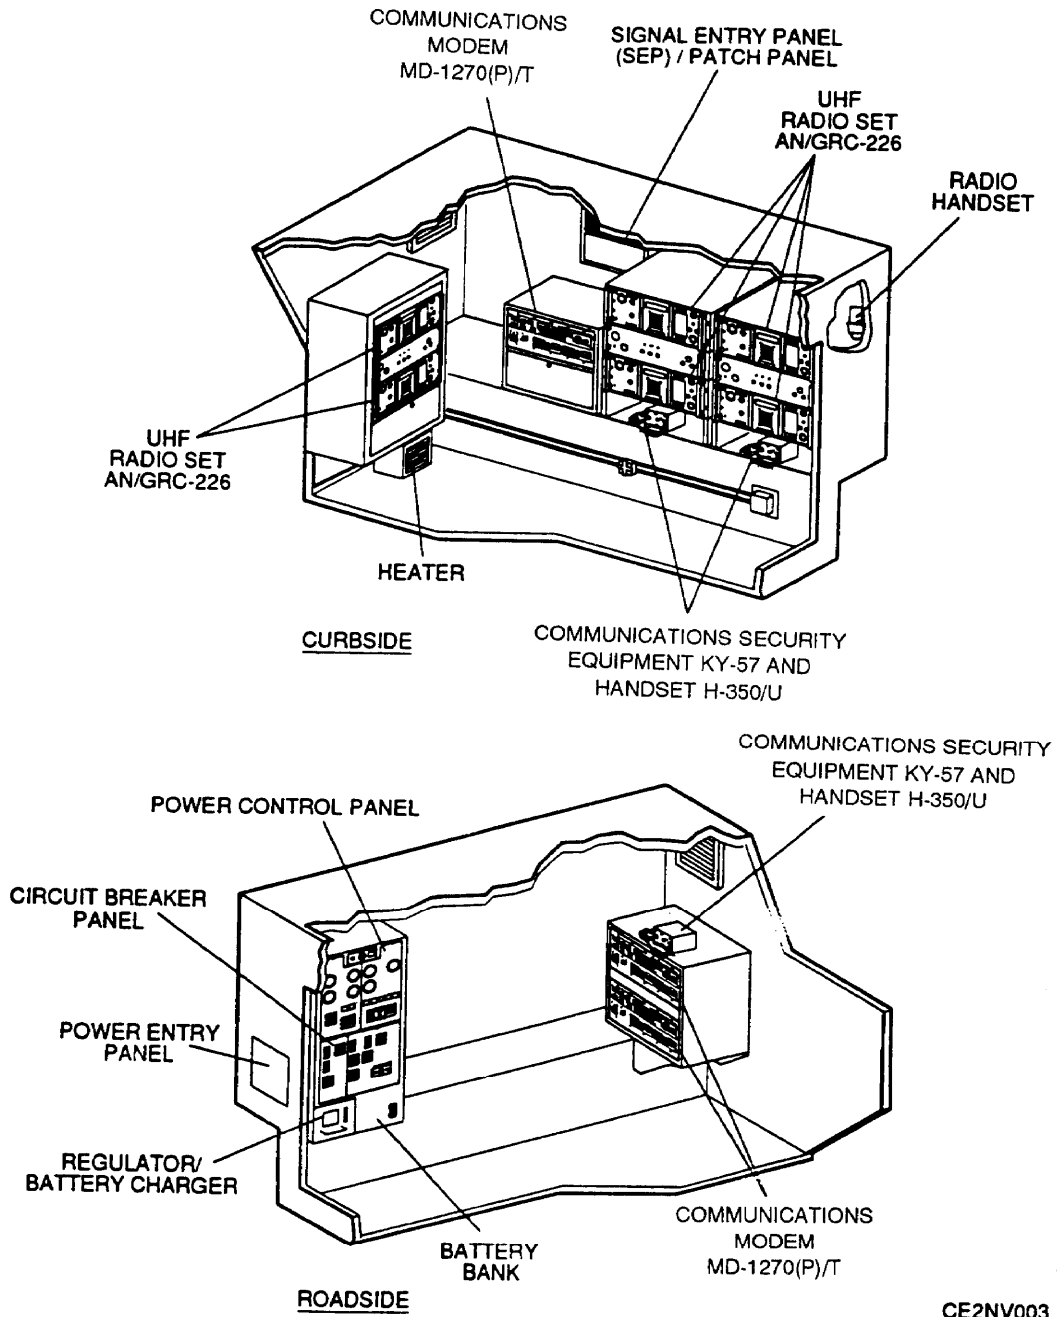 COMMUNICATIONS
MODEM
MD-1270(P)/T
SIGNAL ENTRY PANEL
(SEP) / PATCH PANEL
UHF
RADIO SET
AN/GRC-226
RADIO
HANDSET
UHF
RADIO SET
AN/GRC-226
HEATER
CURBSIDE
COMMUNICATIONS SECURITY
EQUIPMENT KY-57 AND
HANDSET H-350/U
COMMUNICATIONS SECURITY
EQUIPMENT KY-57 AND
HANDSET H-350/U
POWER CONTROL PANEL
CIRCUIT BREAKER
PANEL
POWER ENTRY
PANEL
REGULATOR/
BATTERY CHARGER
BATTERY
BANK
COMMUNICATIONS
MODEM
MD-1270(P)/T
ROADSIDE
CE2NV003